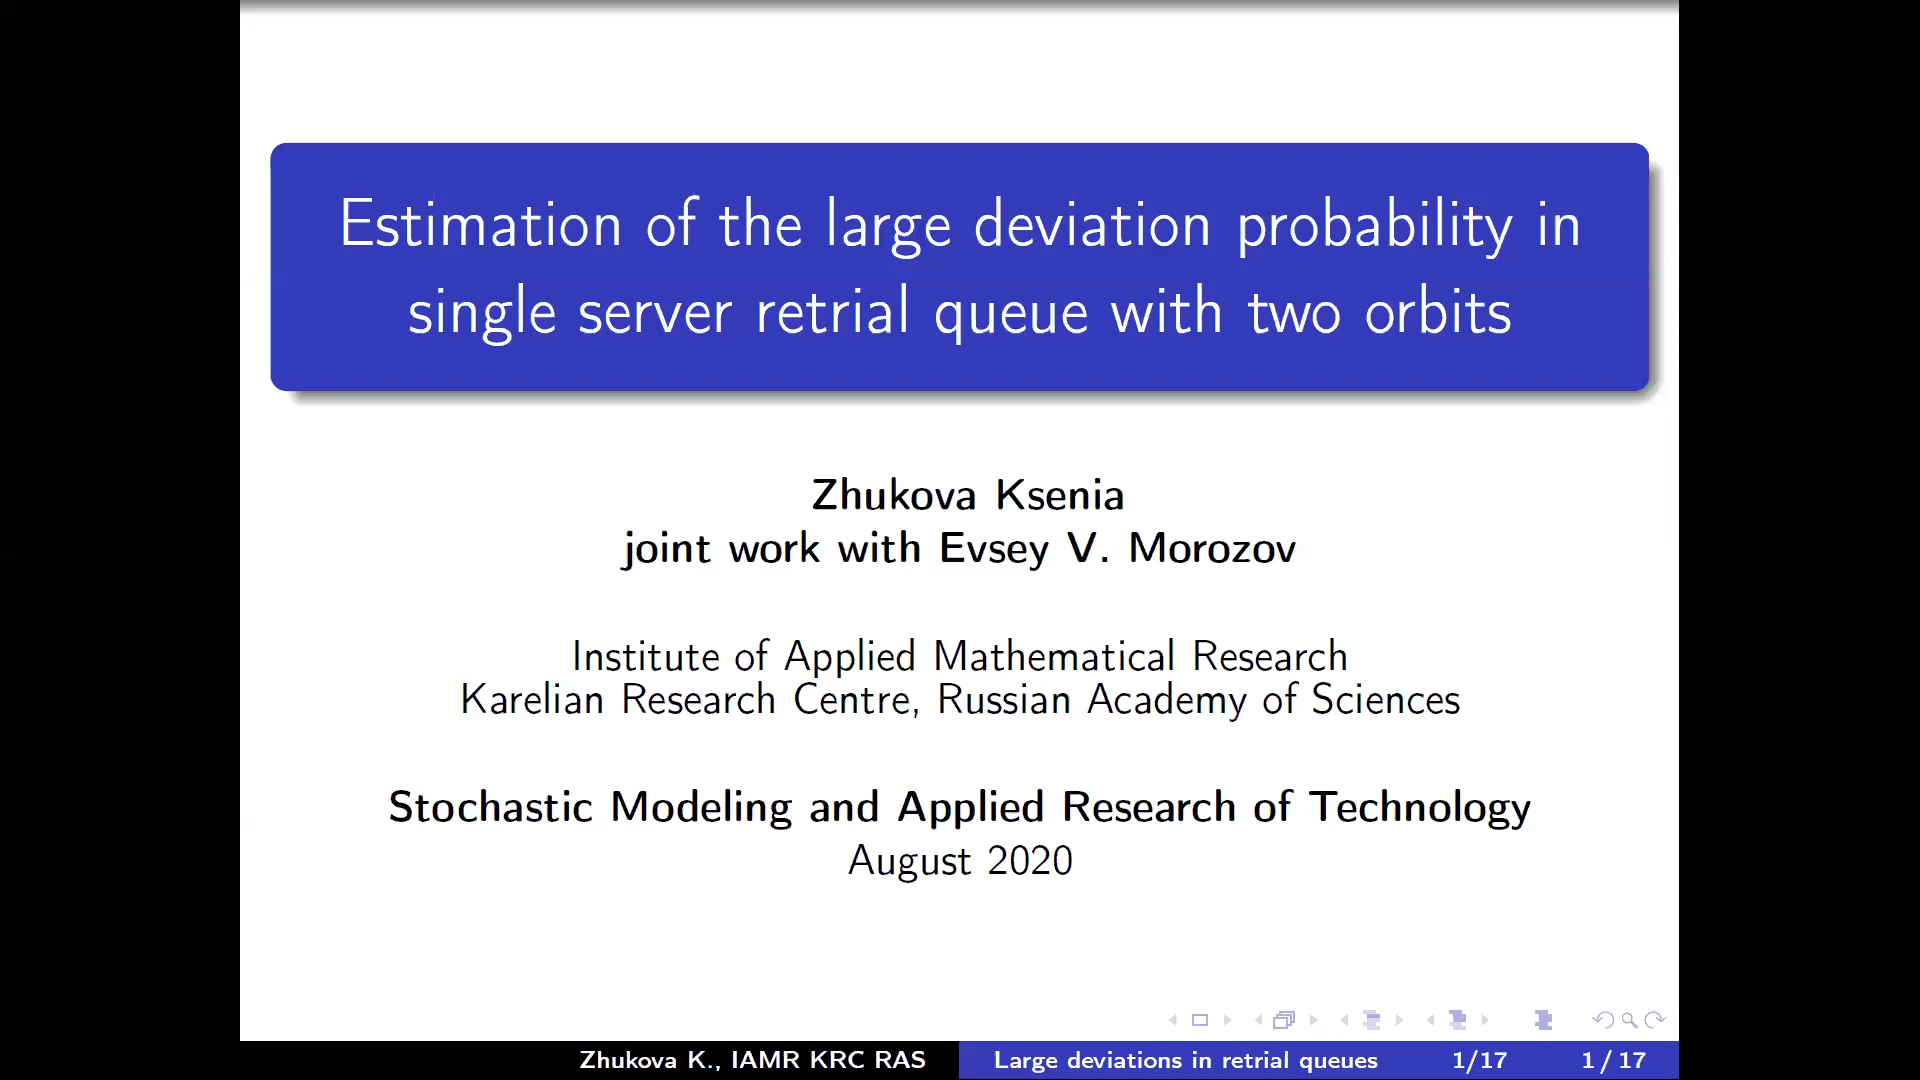 Estimation of the large deviation probability in
single server retrial queue with two orbits
Zhukova Ksenia
joint work with Evsey V. Morozov
Institute of Applied Mathematical Research
Karelian Research Centre, Russian Academy of Sciences
Stochastic Modeling and Applied Research of Technology
August 2020
Zhukova K., IAMR KRC RAS Large deviations in retrial queues 1/17 1 / 17